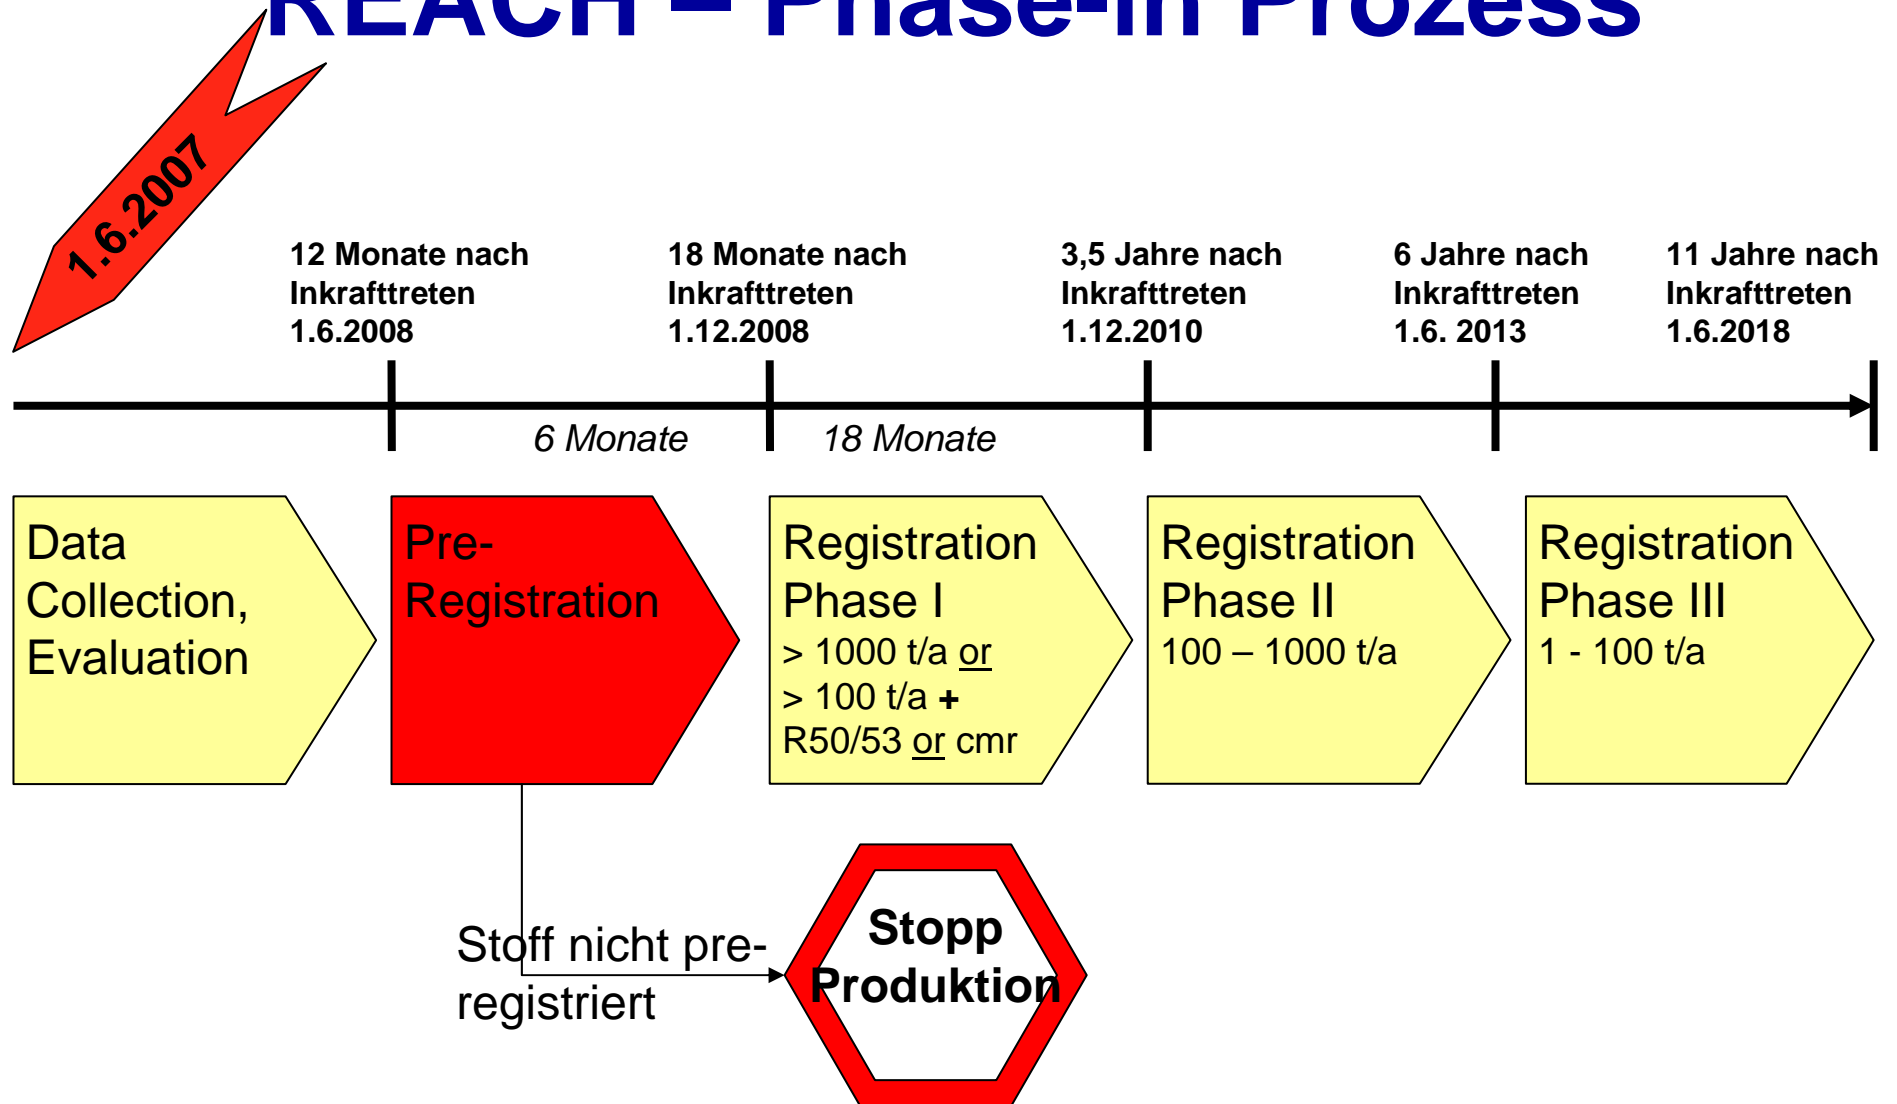 REACH – Phase-in Prozess
1.6.2007
12 Monate nach
Inkrafttreten
1.6.2008
18 Monate nach
Inkrafttreten
1.12.2008
3,5 Jahre nach
Inkrafttreten
1.12.2010
6 Jahre nach
Inkrafttreten
1.6. 2013
11 Jahre nach
Inkrafttreten
1.6.2018
6 Monate
18 Monate
Data
Collection,
Evaluation
Pre-
Registration
Registration
Phase I
> 1000 t/a or
> 100 t/a +
R50/53 or cmr
Registration
Phase II
100 – 1000 t/a
Registration
Phase III
1 - 100 t/a
Stoff nicht pre-
registriert
Stopp
Produktion